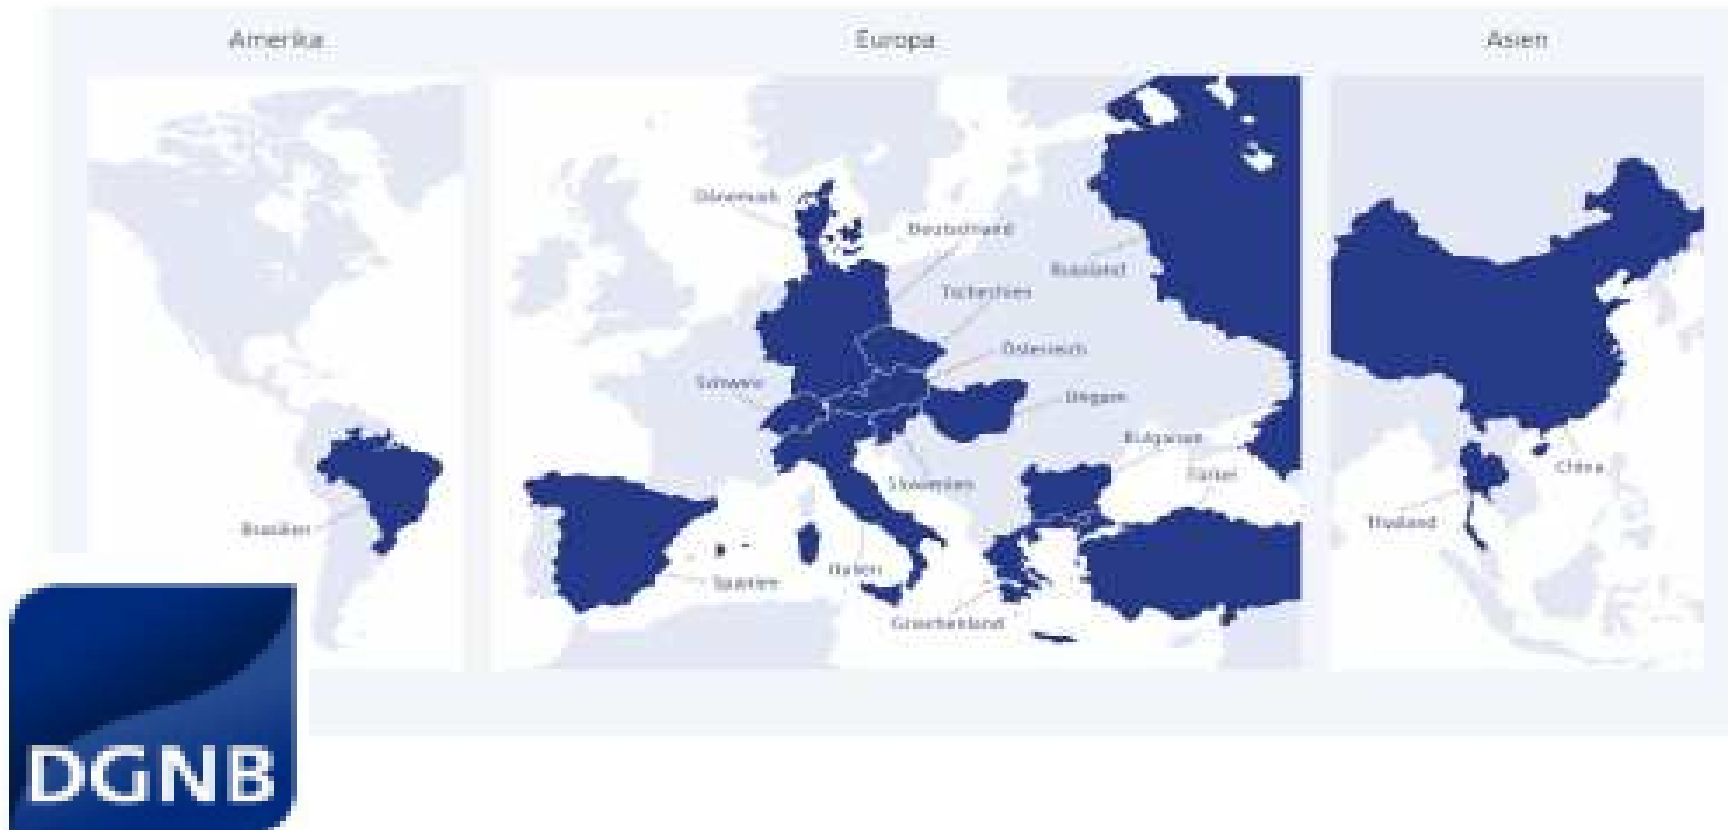 Amerika
Europa
Asien
Dänemark
Deutschland
Russland
Tschechien
Österreich
Schweiz
Ungarn
Bulgarien
Türkei
China
Slowenien
Thailand
Brasilien
Italien
Spanien
Griechenland
DGNB